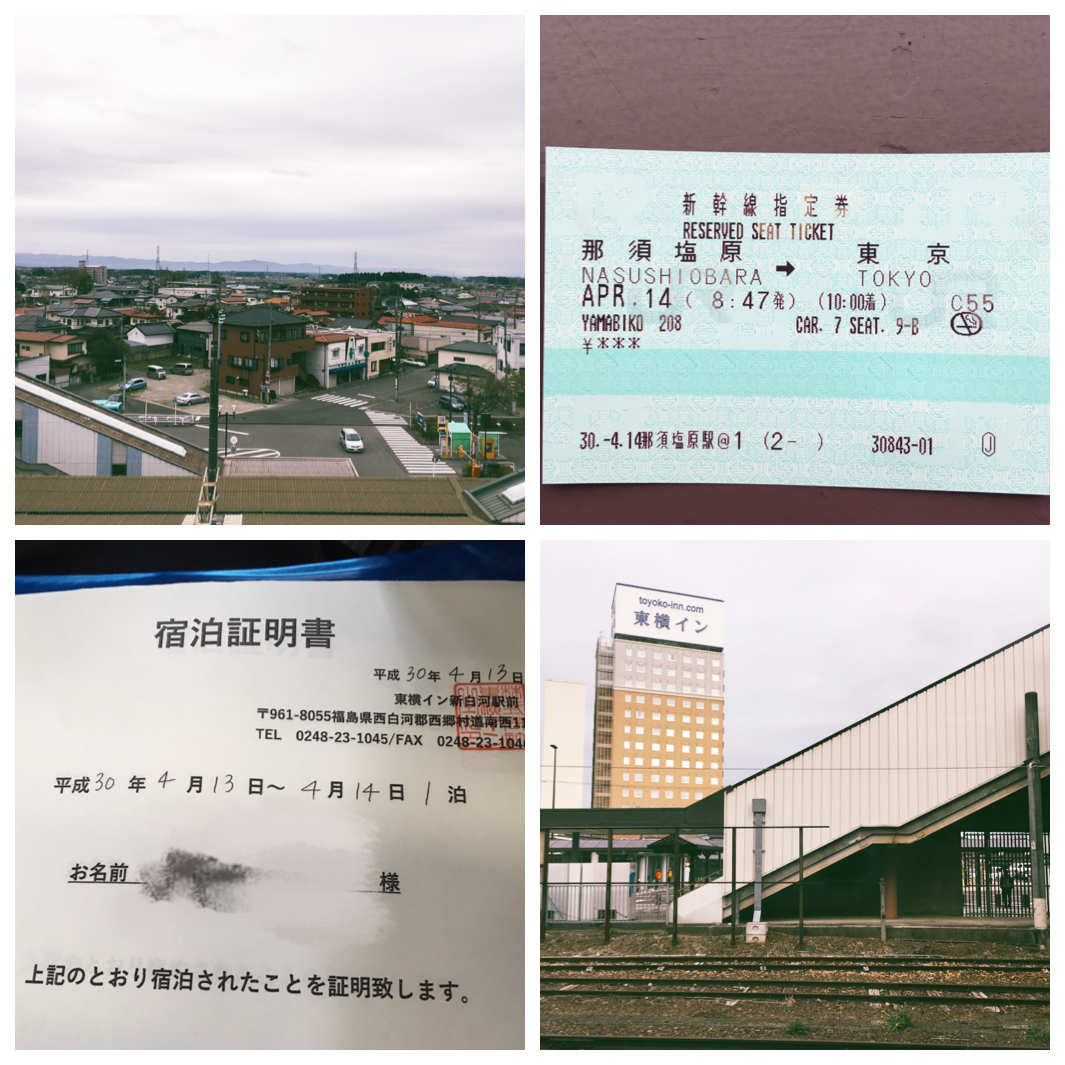 新幹線指定券
RESERVED SEAT TICKET
那須塩原 ➡ 東京
NASUSHIOBARA TOKYO
APR.14 ( 8:47発) (10:00着) C55
YAMABIKO 208 CAR. 7 SEAT. 9-B
¥***
30.-4.14那須塩原駅@1 (2- ) 30843-01 Ⓙ
宿泊証明書
平成30年4月13日
東横イン新白河駅前
〒961-8055福島県西白河郡西郷村道南西11
TEL 0248-23-1045/FAX 0248-23-104
平成30年4月13日〜4月14日1泊
お名前 様
上記のとおり宿泊されたことを証明致します。
toyoko-inn.com
東横イン